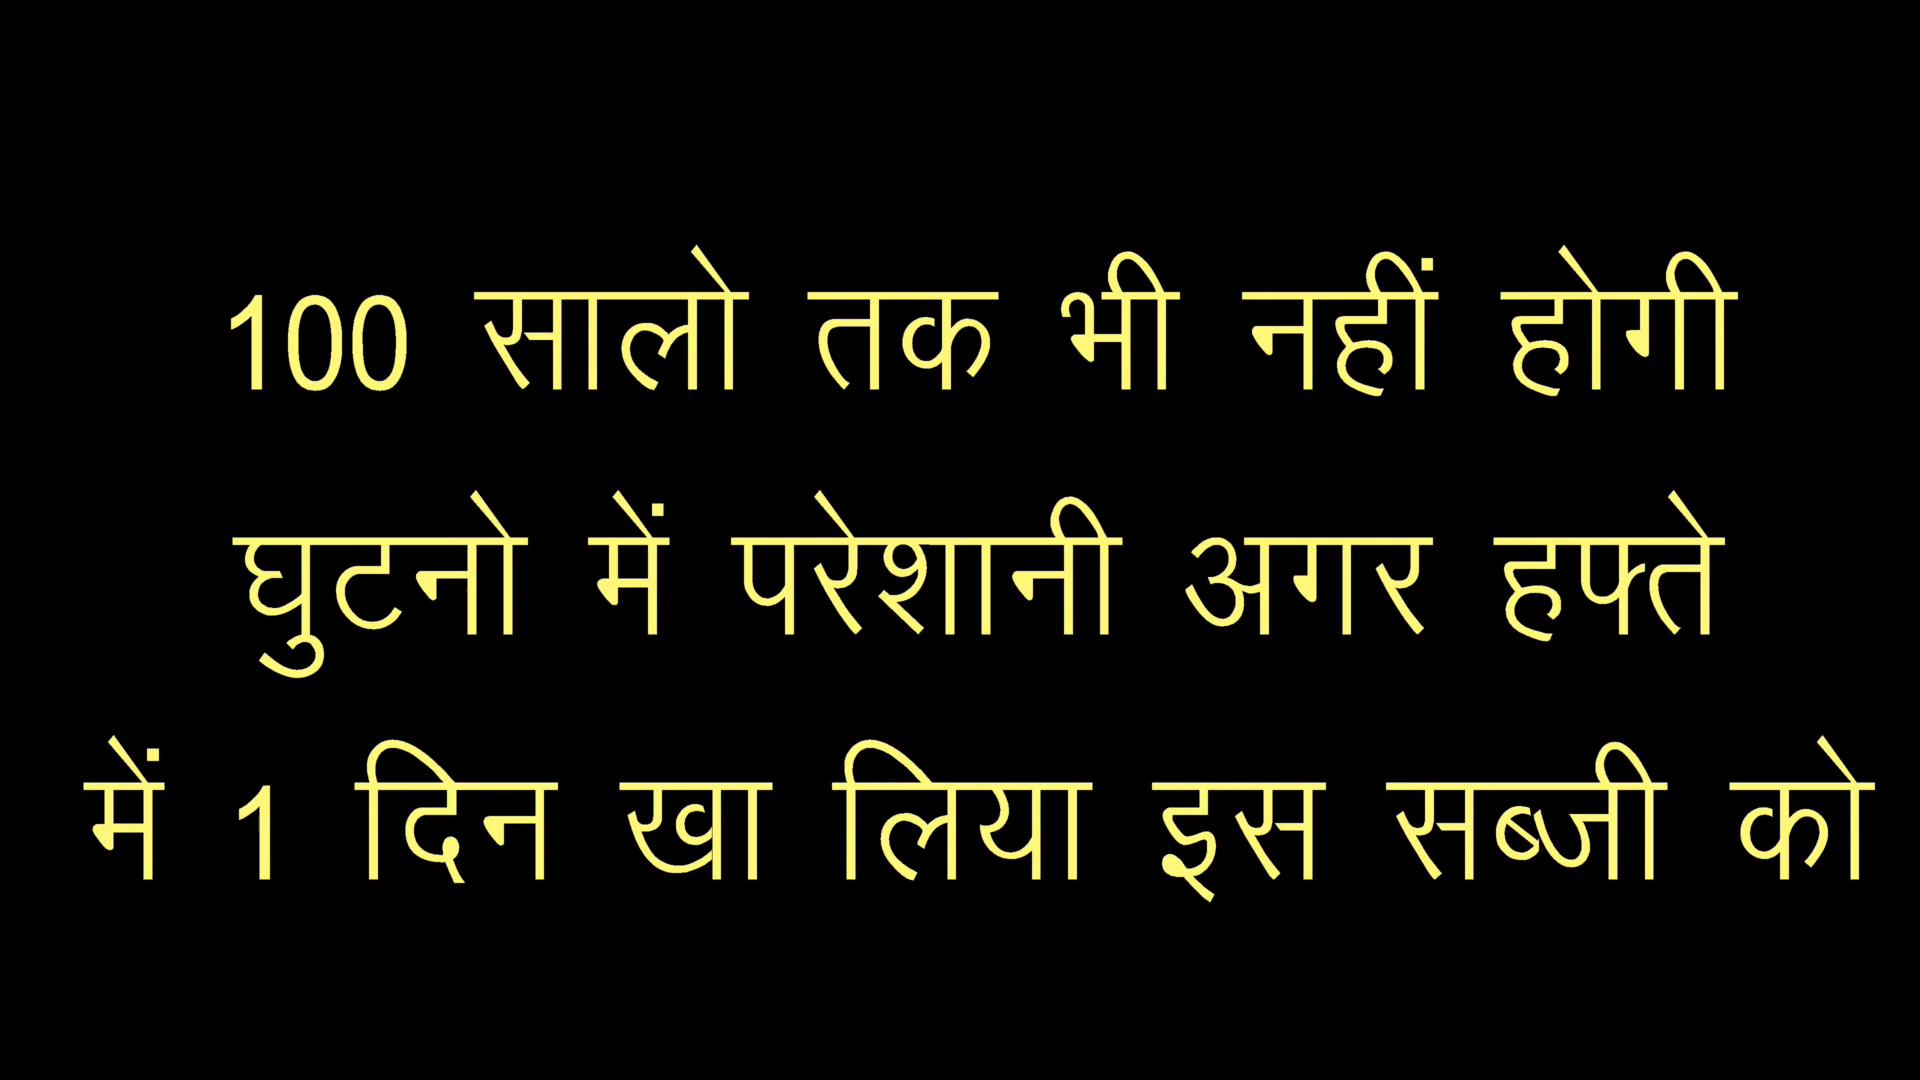 100 सालो तक भी नहीं होगी
घुटनो में परेशानी अगर हफ्ते
में 1 दिन खा लिया इस सब्जी को